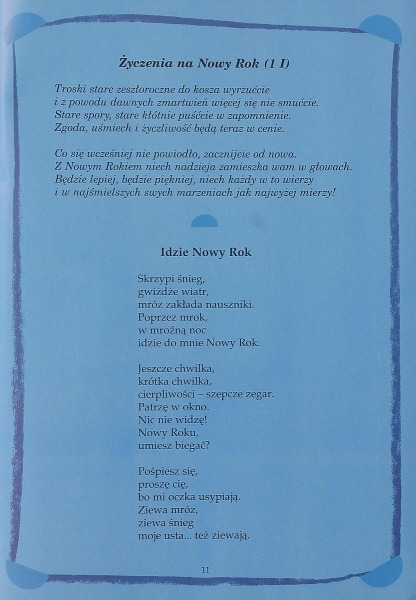 Życzenia na Nowy Rok (1 I)
Troski stare zeszłoroczne do kosza wyrzućcie
i z powodu dawnych zmartwień więcej się nie smućcie.
Stare spory, stare kłótnie puśćcie w zapomnienie.
Zgoda, uśmiech i życzliwość będą teraz w cenie.
Co się wcześniej nie powiodło, zacznijcie od nowa.
Z Nowym Rokiem niech nadzieja zamieszka wam w głowach.
Będzie lepiej, będzie piękniej, niech każdy w to wierzy
i w najśmielszych swych marzeniach jak najwyżej mierzy!
Idzie Nowy Rok
Skrzypi śnieg,
gwiżdże wiatr,
mróz zakłada nauszniki.
Poprzez mrok,
w mroźną noc
idzie do mnie Nowy Rok.
Jeszcze chwilka,
krótka chwilka,
cierpliwości – szepcze zegar.
Patrzę w okno.
Nic nie widzę!
Nowy Roku,
umiesz biegać?
Pośpiesz się,
proszę cię,
bo mi oczka usypiają.
Ziewa mróz,
ziewa śnieg
moje usta... też ziewają.
11